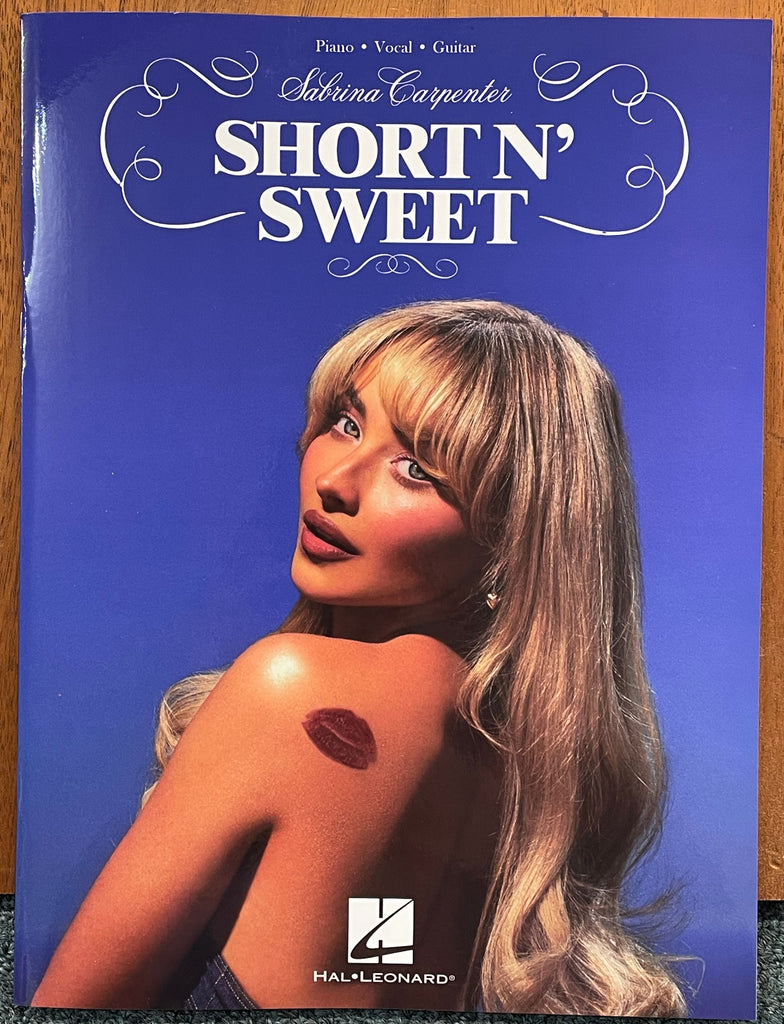 Piano • Vocal • Guitar
Sabrina Carpenter
SHORT N'
SWEET
HAL•LEONARD®